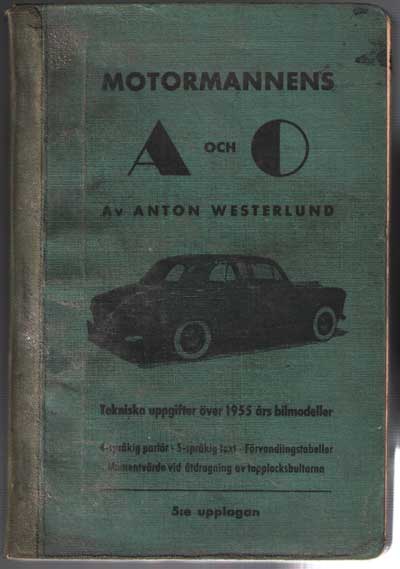 MOTORMANNENS
A OCH O
Av ANTON WESTERLUND
Tekniska uppgifter över 1955 års bilmodeller
4-språkig parlör · 5-språkig text · Förvandlingstabeller
Momentvärde vid åtdragning av topplocksbultarna
5:e upplagan